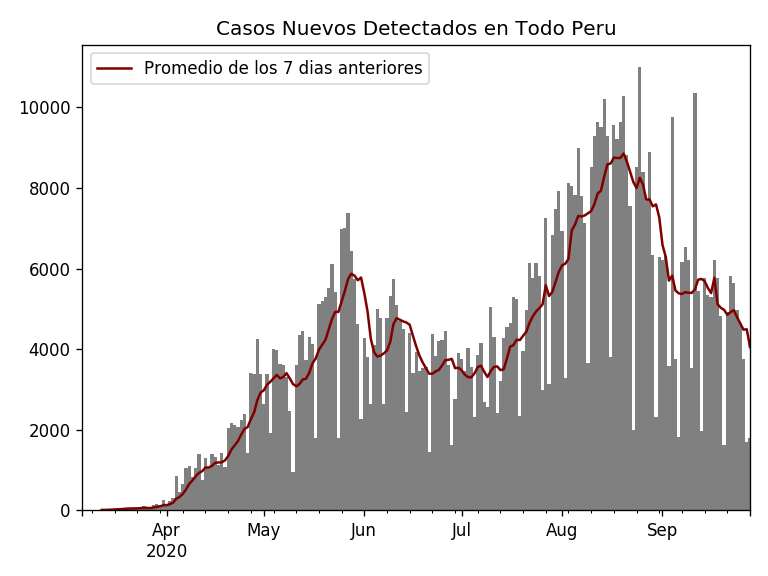 Casos Nuevos Detectados en Todo Peru
Promedio de los 7 dias anteriores
10000
8000
6000
4000
2000
0
Apr
2020
May
Jun
Jul
Aug
Sep